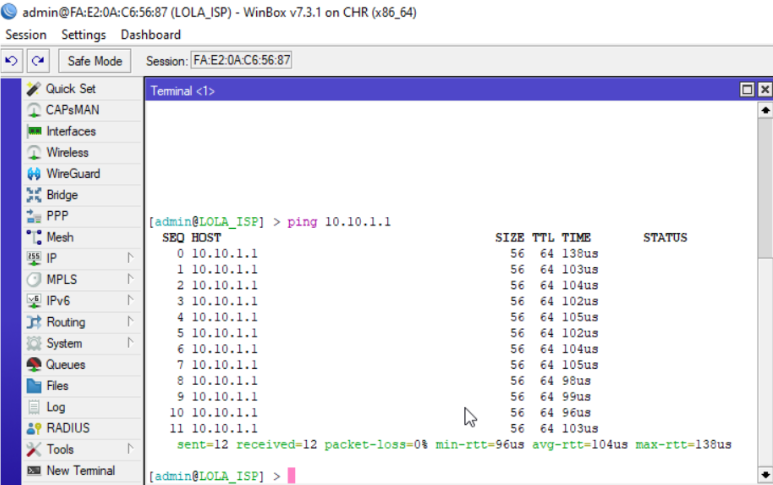 admin@FA:E2:0A:C6:56:87 (LOLA_ISP) - WinBox v7.3.1 on CHR (x86_64)
Session Settings Dashboard
Safe Mode Session: FA:E2:0A:C6:56:87
Quick Set
CAPsMAN
Interfaces
Wireless
WireGuard
Bridge
PPP
Mesh
IP
MPLS
IPv6
Routing
System
Queues
Files
Log
RADIUS
Tools
New Terminal
Terminal <1>
[admin@LOLA_ISP] > ping 10.10.1.1
SEQ HOST SIZE TTL TIME STATUS
0 10.10.1.1 56 64 138us
1 10.10.1.1 56 64 103us
2 10.10.1.1 56 64 104us
3 10.10.1.1 56 64 102us
4 10.10.1.1 56 64 105us
5 10.10.1.1 56 64 102us
6 10.10.1.1 56 64 104us
7 10.10.1.1 56 64 105us
8 10.10.1.1 56 64 98us
9 10.10.1.1 56 64 99us
10 10.10.1.1 56 64 96us
11 10.10.1.1 56 64 103us
sent=12 received=12 packet-loss=0% min-rtt=96us avg-rtt=104us max-rtt=138us
[admin@LOLA_ISP] >